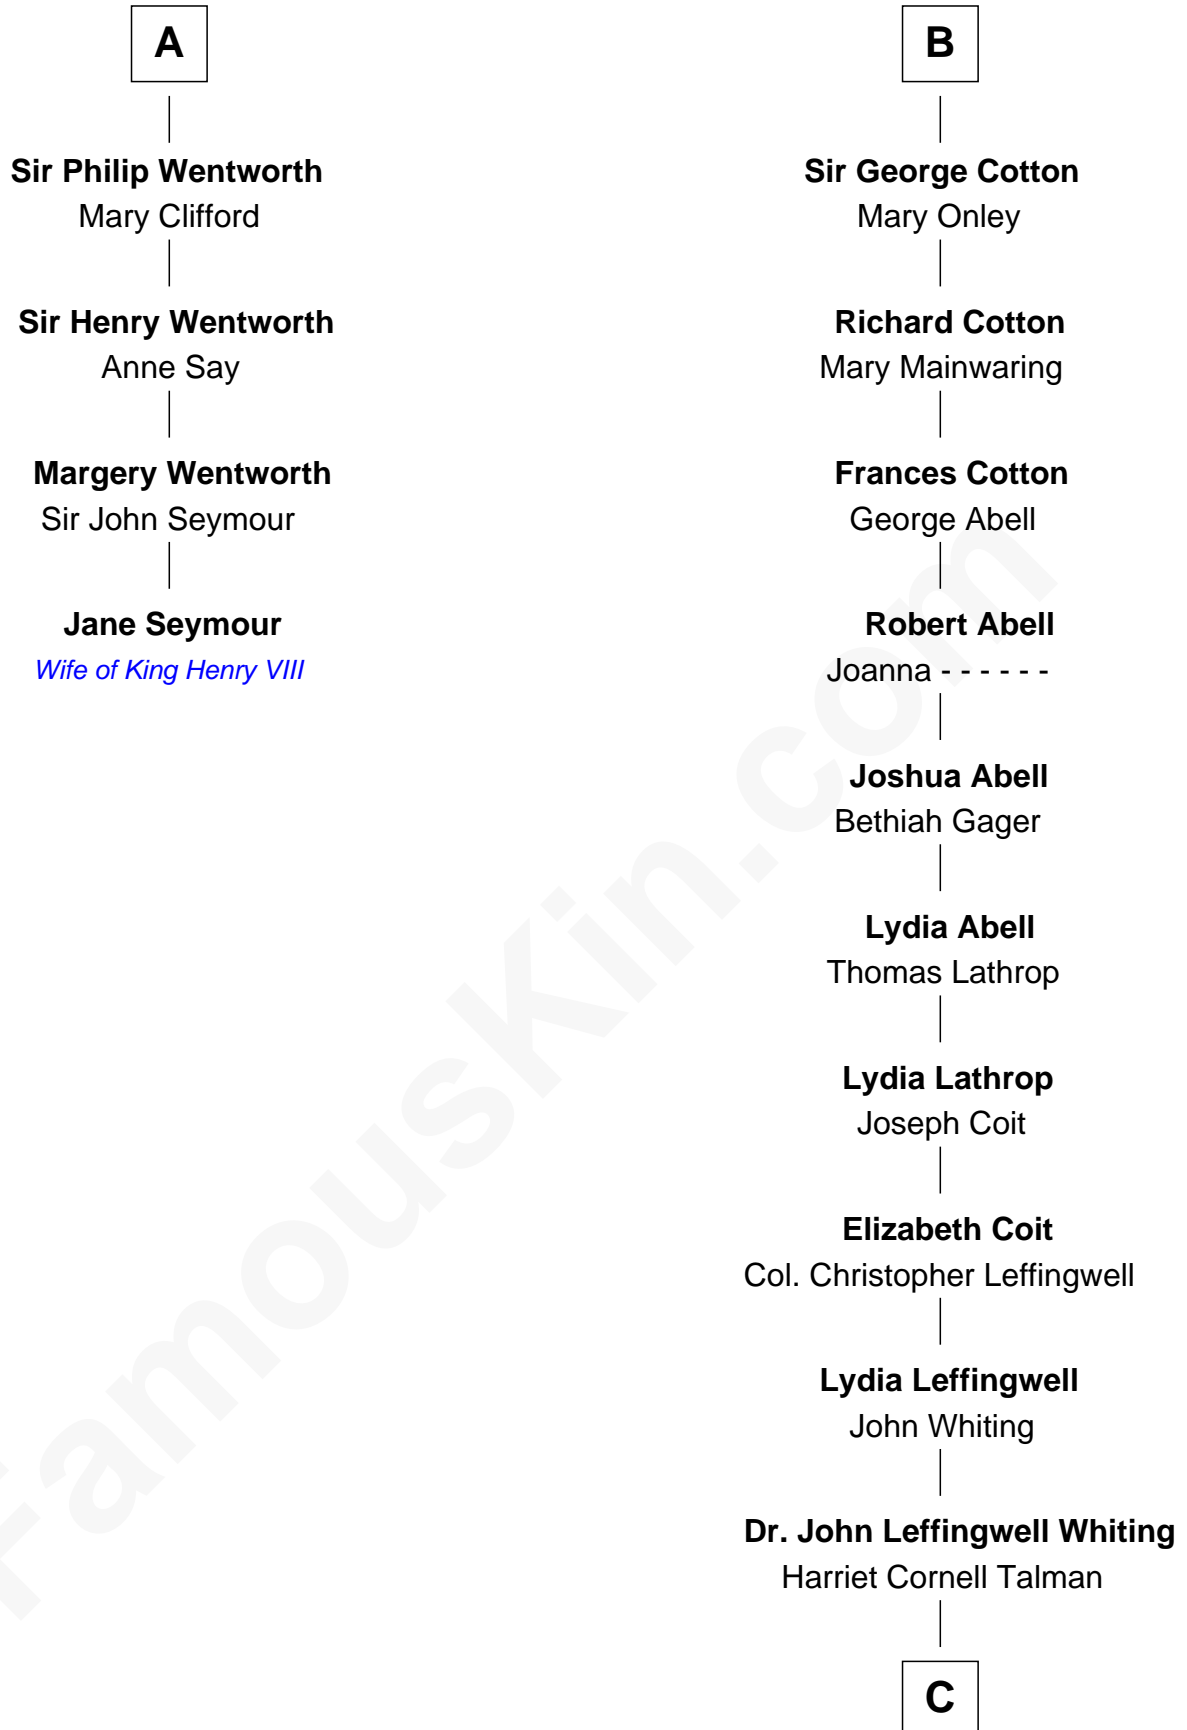 A
Sir Philip Wentworth
Mary Clifford
Sir Henry Wentworth
Anne Say
Margery Wentworth
Sir John Seymour
Jane Seymour
Wife of King Henry VIII
B
Sir George Cotton
Mary Onley
Richard Cotton
Mary Mainwaring
Frances Cotton
George Abell
Robert Abell
Joanna - - - - - -
Joshua Abell
Bethiah Gager
Lydia Abell
Thomas Lathrop
Lydia Lathrop
Joseph Coit
Elizabeth Coit
Col. Christopher Leffingwell
Lydia Leffingwell
John Whiting
Dr. John Leffingwell Whiting
Harriet Cornell Talman
C
FamousKin.com